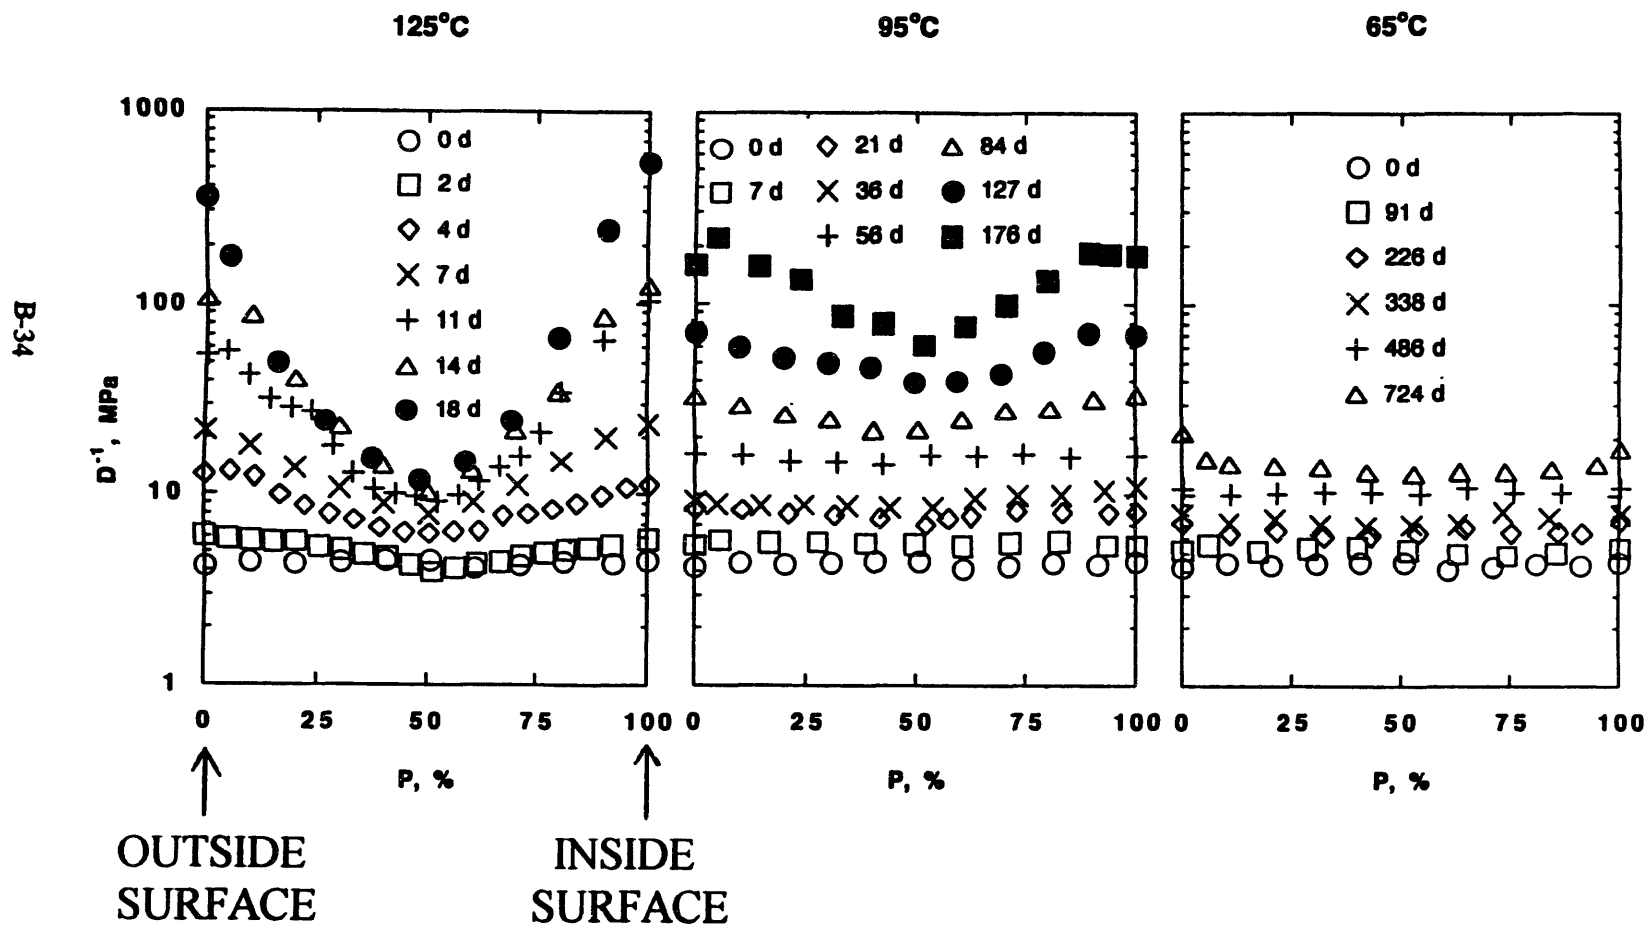 125°C 95°C 65°C
1000
100
10
1
D⁻¹, MPa
B-34
0 d
2 d
4 d
7 d
11 d
14 d
18 d
0 d 21 d 84 d
7 d 36 d 127 d
56 d 176 d
0 d
91 d
226 d
338 d
486 d
724 d
0 25 50 75 100 0 25 50 75 100 0 25 50 75 100
P, % P, % P, %
OUTSIDE
SURFACE
INSIDE
SURFACE